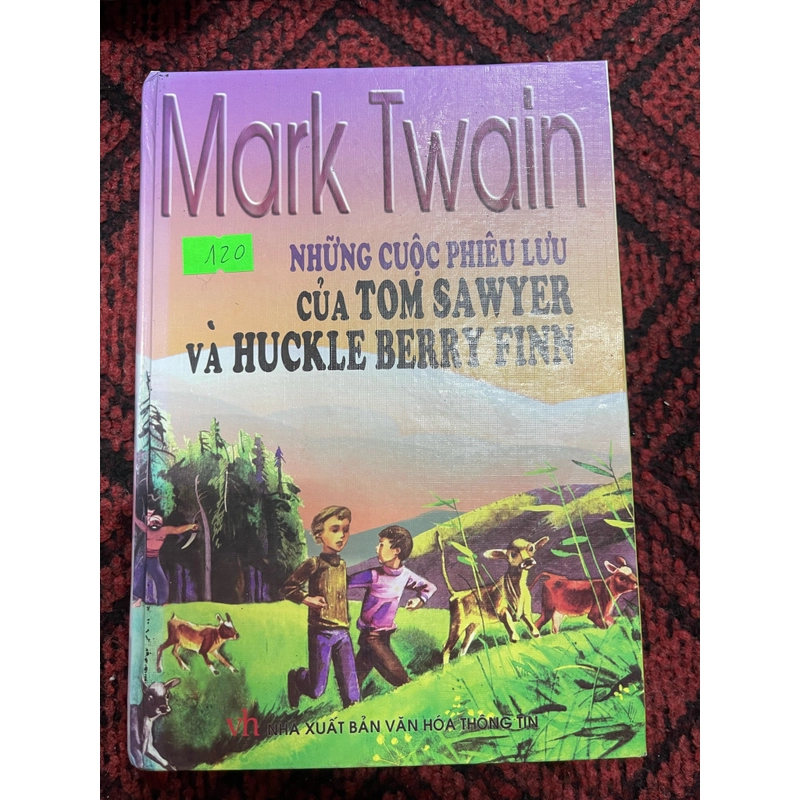 Mark Twain
120
NHỮNG CUỘC PHIÊU LƯU
CỦA TOM SAWYER
VÀ HUCKLE BERRY FINN
vh NHÀ XUẤT BẢN VĂN HÓA THÔNG TIN